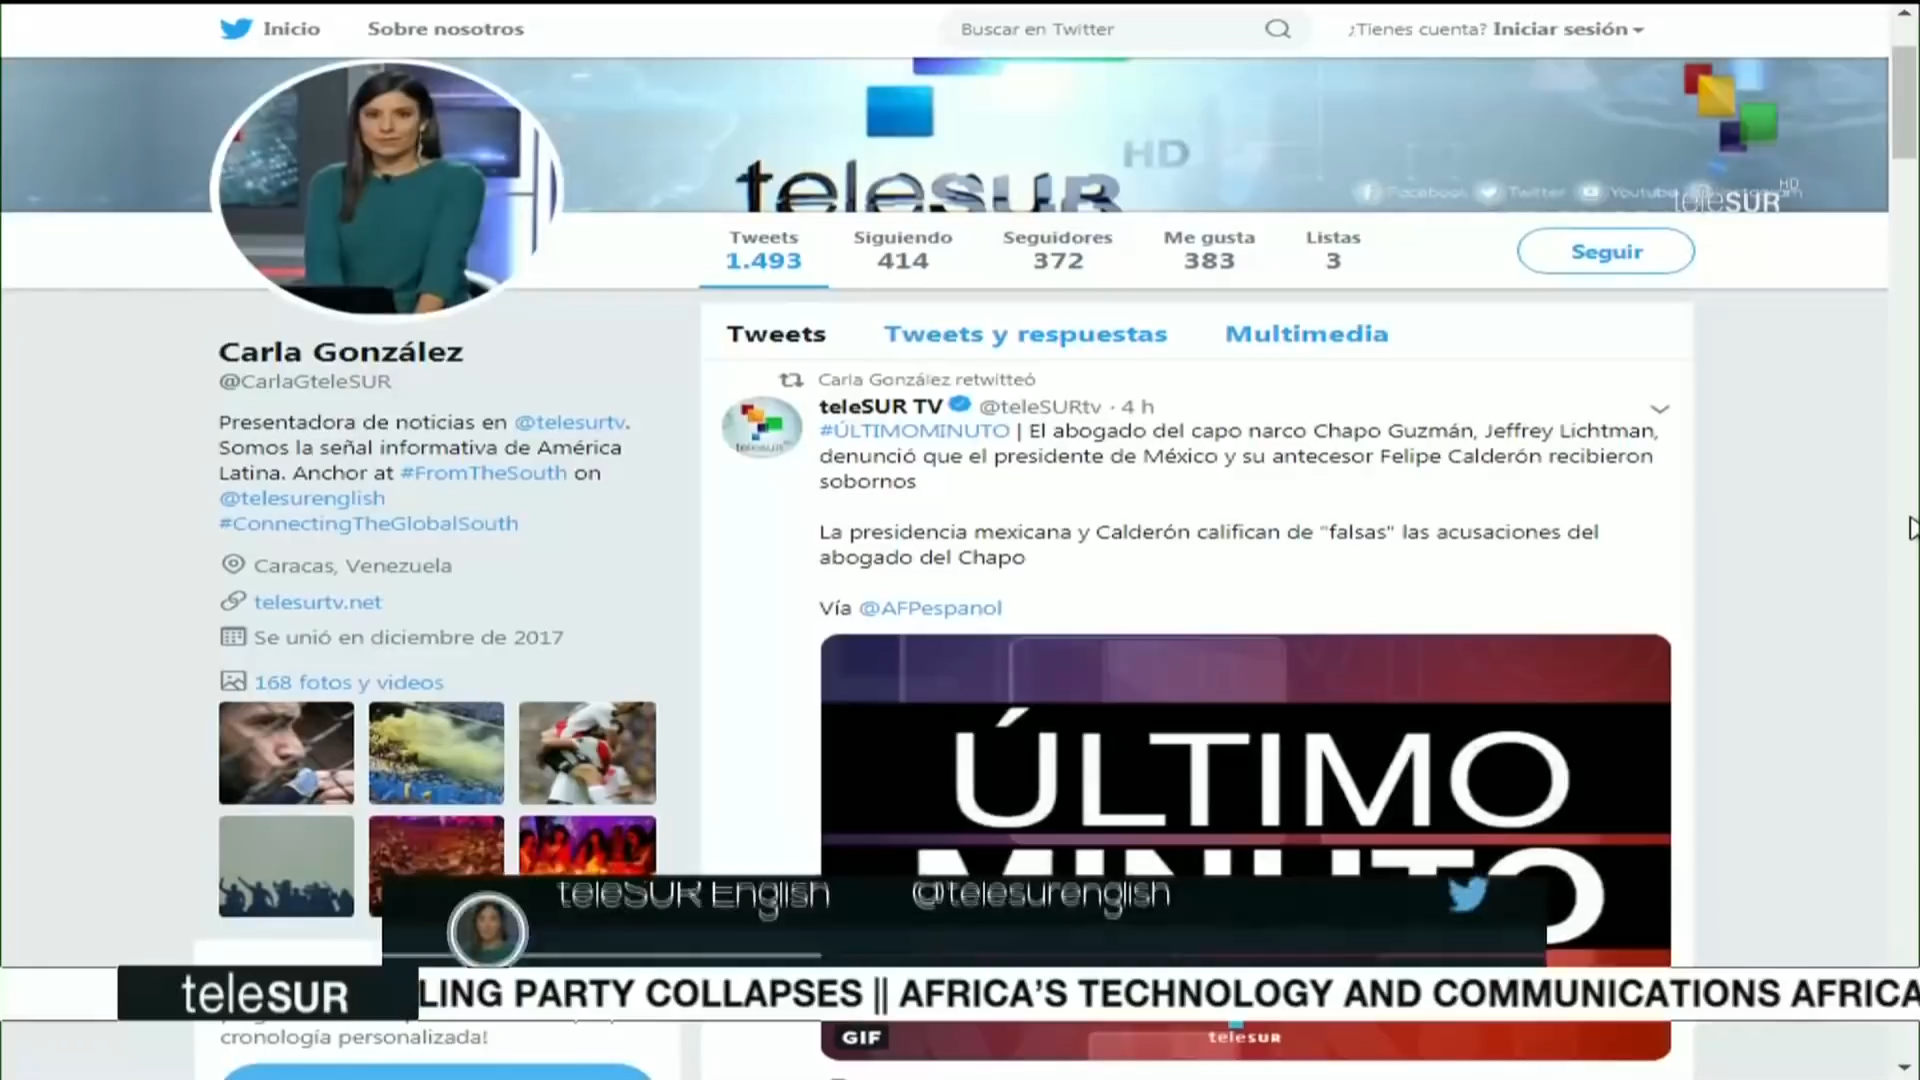 Inicio
Sobre nosotros
Buscar en Twitter
¿Tienes cuenta? Iniciar sesión
teleSUR HD
Facebook
Twitter
Youtube
teleSUR HD
Tweets
1.493
Siguiendo
414
Seguidores
372
Me gusta
383
Listas
3
Seguir
Carla González
@CarlaGteleSUR
Presentadora de noticias en @telesurtv.
Somos la señal informativa de América
Latina. Anchor at #FromTheSouth on
@telesurenglish
#ConnectingTheGlobalSouth
Caracas, Venezuela
telesurtv.net
Se unió en diciembre de 2017
168 fotos y videos
Tweets
Tweets y respuestas
Multimedia
Carla González retwitteó
teleSUR TV @teleSURtv · 4 h
#ÚLTIMOMINUTO | El abogado del capo narco Chapo Guzmán, Jeffrey Lichtman,
denunció que el presidente de México y su antecesor Felipe Calderón recibieron
sobornos
La presidencia mexicana y Calderón califican de "falsas" las acusaciones del
abogado del Chapo
Vía @AFPespanol
ÚLTIMO
MINUTO
teleSUR English
@telesurenglish
teleSUR
LING PARTY COLLAPSES || AFRICA'S TECHNOLOGY AND COMMUNICATIONS AFRICA
cronología personalizada!
GIF
teleSUR